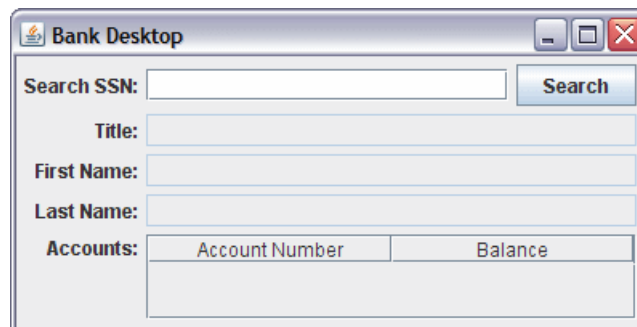 Bank Desktop
Search SSN: Search
Title:
First Name:
Last Name:
Accounts: Account Number Balance